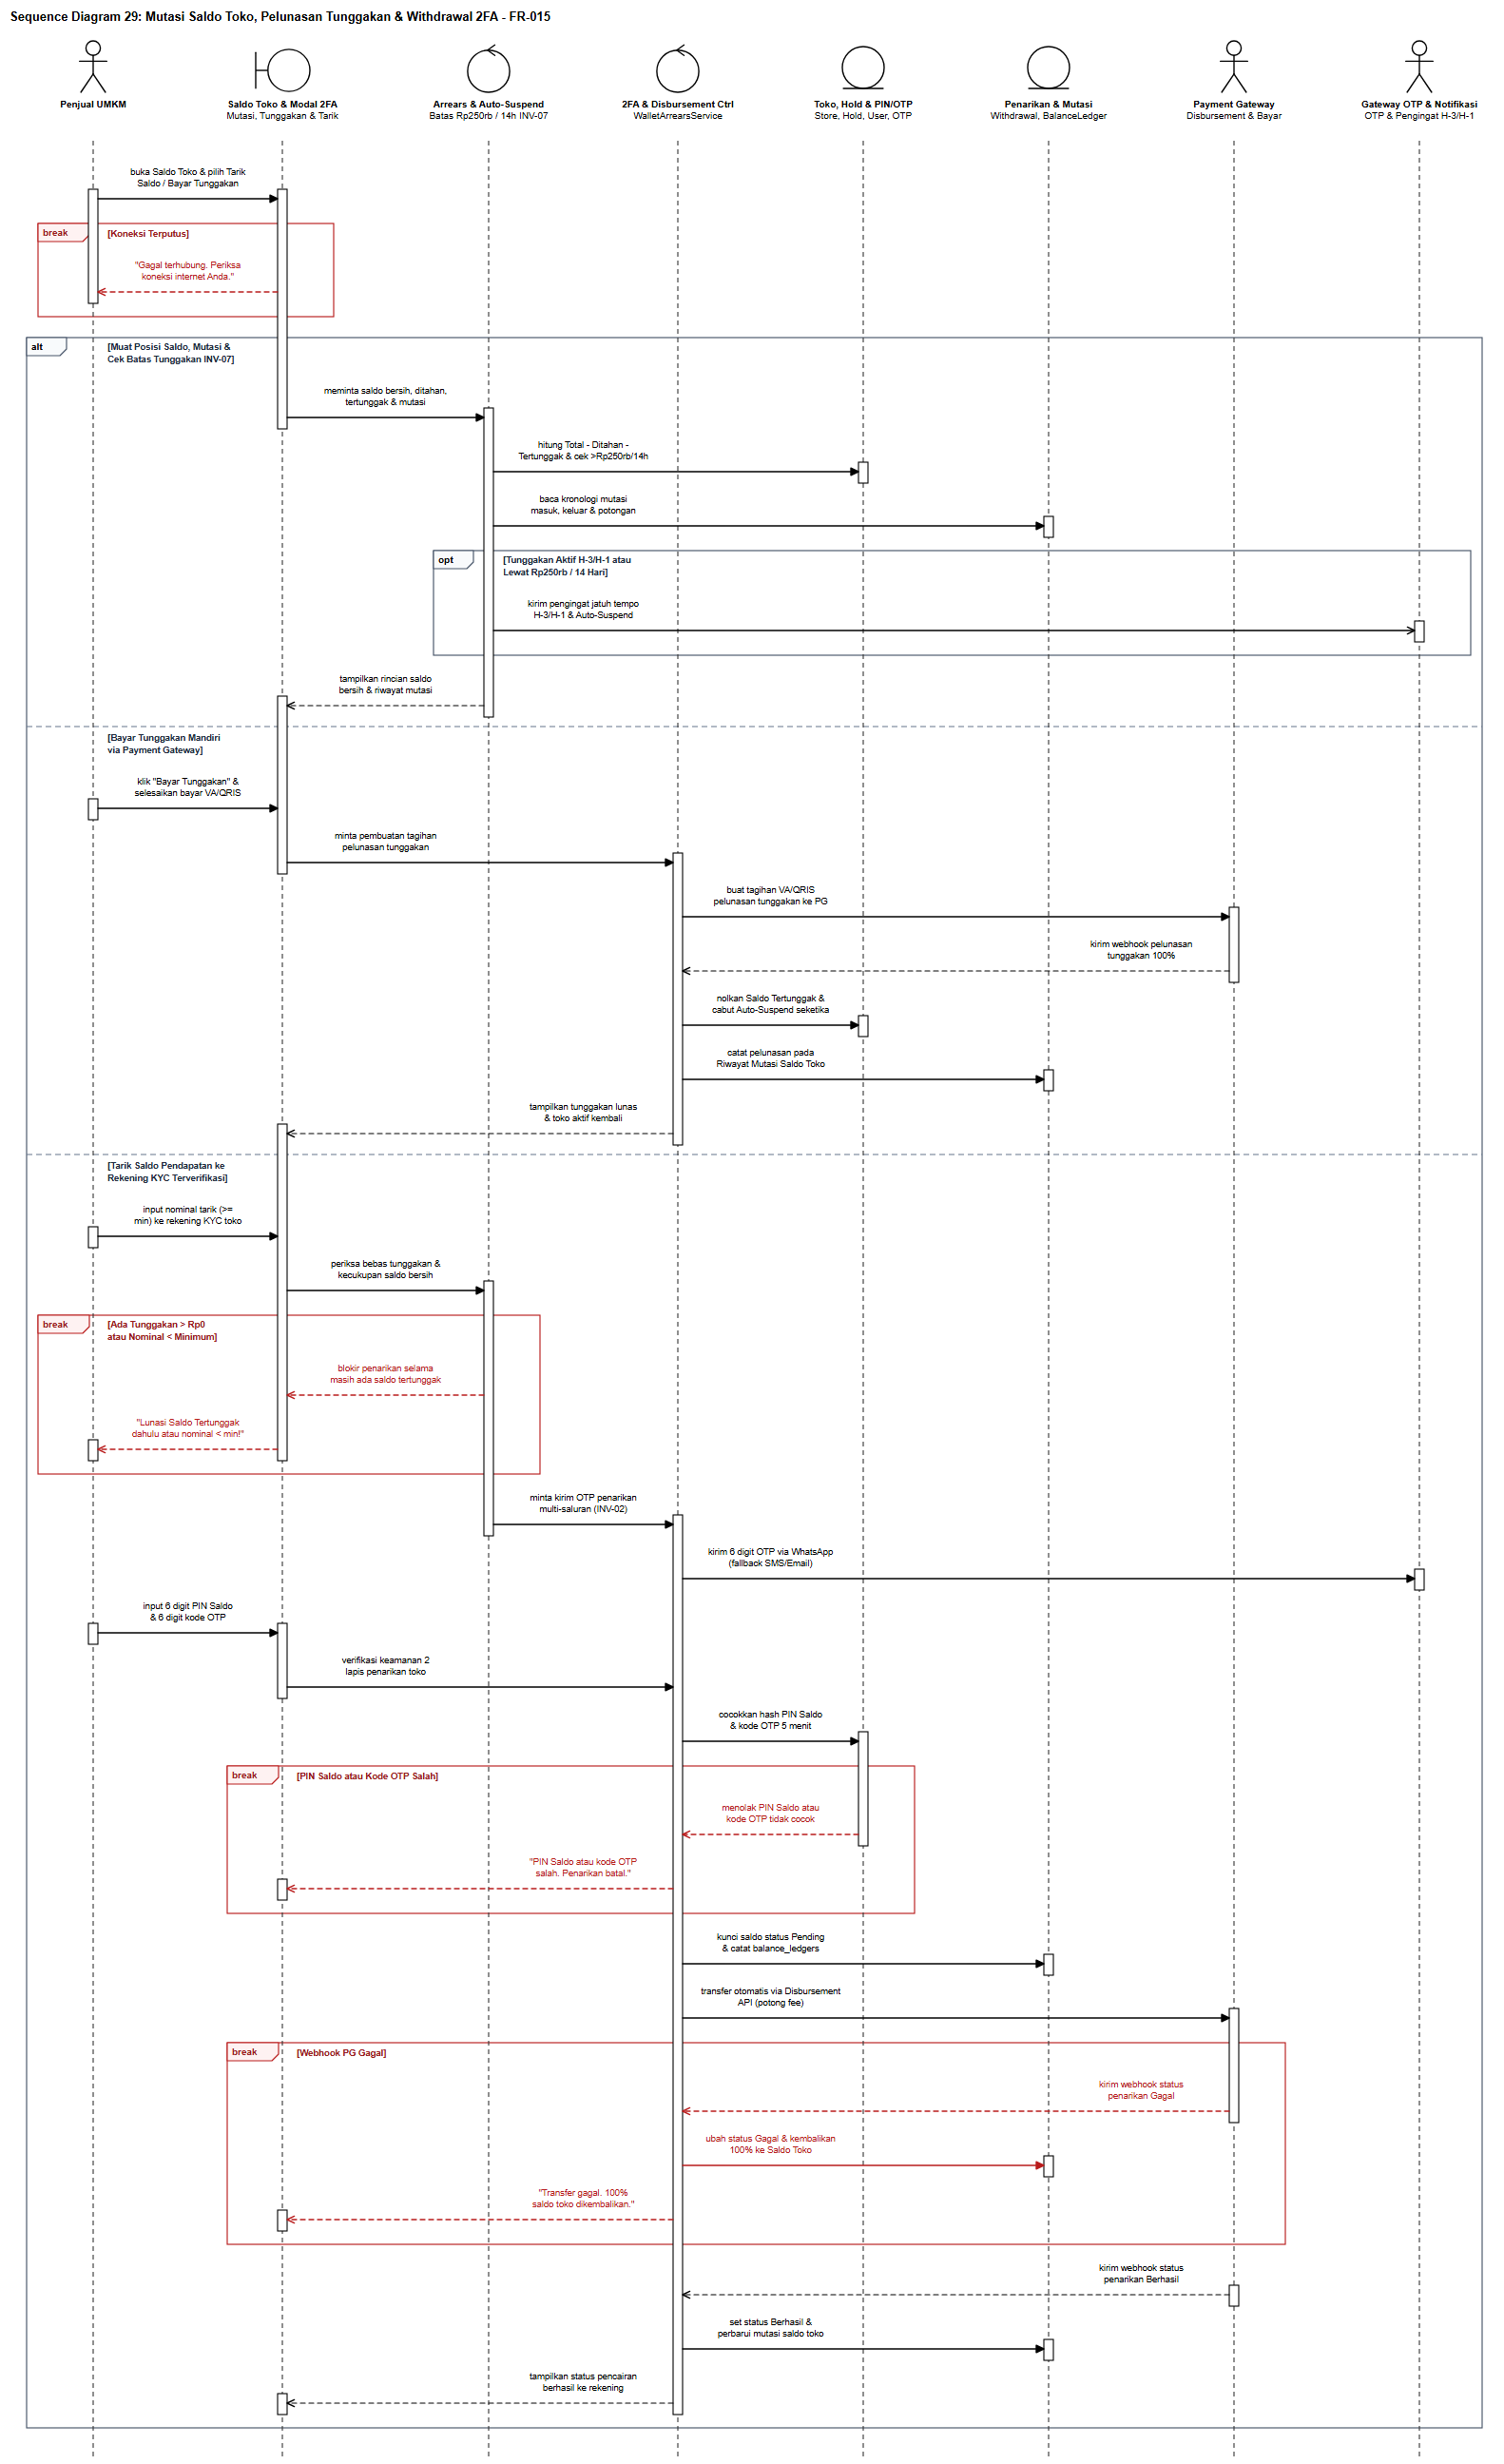 Sequence Diagram 29: Mutasi Saldo Toko, Pelunasan Tunggakan & Withdrawal 2FA - FR-015
Penjual UMKM
Saldo Toko & Modal 2FA
Mutasi, Tunggakan & Tarik
Arrears & Auto-Suspend
Batas Rp250rb / 14h INV-07
2FA & Disbursement Ctrl
WalletArrearsService
Toko, Hold & PIN/OTP
Store, Hold, User, OTP
Penarikan & Mutasi
Withdrawal, BalanceLedger
Payment Gateway
Disbursement & Bayar
Gateway OTP & Notifikasi
OTP & Pengingat H-3/H-1
buka Saldo Toko & pilih Tarik
Saldo / Bayar Tunggakan
break
[Koneksi Terputus]
"Gagal terhubung. Periksa
koneksi internet Anda."
alt
[Muat Posisi Saldo, Mutasi &
Cek Batas Tunggakan INV-07]
meminta saldo bersih, ditahan,
tertunggak & mutasi
hitung Total - Ditahan -
Tertunggak & cek >Rp250rb/14h
baca kronologi mutasi
masuk, keluar & potongan
opt
[Tunggakan Aktif H-3/H-1 atau
Lewat Rp250rb / 14 Hari]
kirim pengingat jatuh tempo
H-3/H-1 & Auto-Suspend
tampilkan rincian saldo
bersih & riwayat mutasi
[Bayar Tunggakan Mandiri
via Payment Gateway]
klik "Bayar Tunggakan" &
selesaikan bayar VA/QRIS
minta pembuatan tagihan
pelunasan tunggakan
buat tagihan VA/QRIS
pelunasan tunggakan ke PG
kirim webhook pelunasan
tunggakan 100%
nolkan Saldo Tertunggak &
cabut Auto-Suspend seketika
catat pelunasan pada
Riwayat Mutasi Saldo Toko
tampilkan tunggakan lunas
& toko aktif kembali
[Tarik Saldo Pendapatan ke
Rekening KYC Terverifikasi]
input nominal tarik (>=
min) ke rekening KYC toko
periksa bebas tunggakan &
kecukupan saldo bersih
break
[Ada Tunggakan > Rp0
atau Nominal < Minimum]
blokir penarikan selama
masih ada saldo tertunggak
"Lunasi Saldo Tertunggak
dahulu atau nominal < min!"
minta kirim OTP penarikan
multi-saluran (INV-02)
kirim 6 digit OTP via WhatsApp
(fallback SMS/Email)
input 6 digit PIN Saldo
& 6 digit kode OTP
verifikasi keamanan 2
lapis penarikan toko
cocokkan hash PIN Saldo
& kode OTP 5 menit
break
[PIN Saldo atau Kode OTP Salah]
menolak PIN Saldo atau
kode OTP tidak cocok
"PIN Saldo atau kode OTP
salah. Penarikan batal."
kunci saldo status Pending
& catat balance_ledgers
transfer otomatis via Disbursement
API (potong fee)
break
[Webhook PG Gagal]
kirim webhook status
penarikan Gagal
ubah status Gagal & kembalikan
100% ke Saldo Toko
"Transfer gagal. 100%
saldo toko dikembalikan."
kirim webhook status
penarikan Berhasil
set status Berhasil &
perbarui mutasi saldo toko
tampilkan status pencairan
berhasil ke rekening